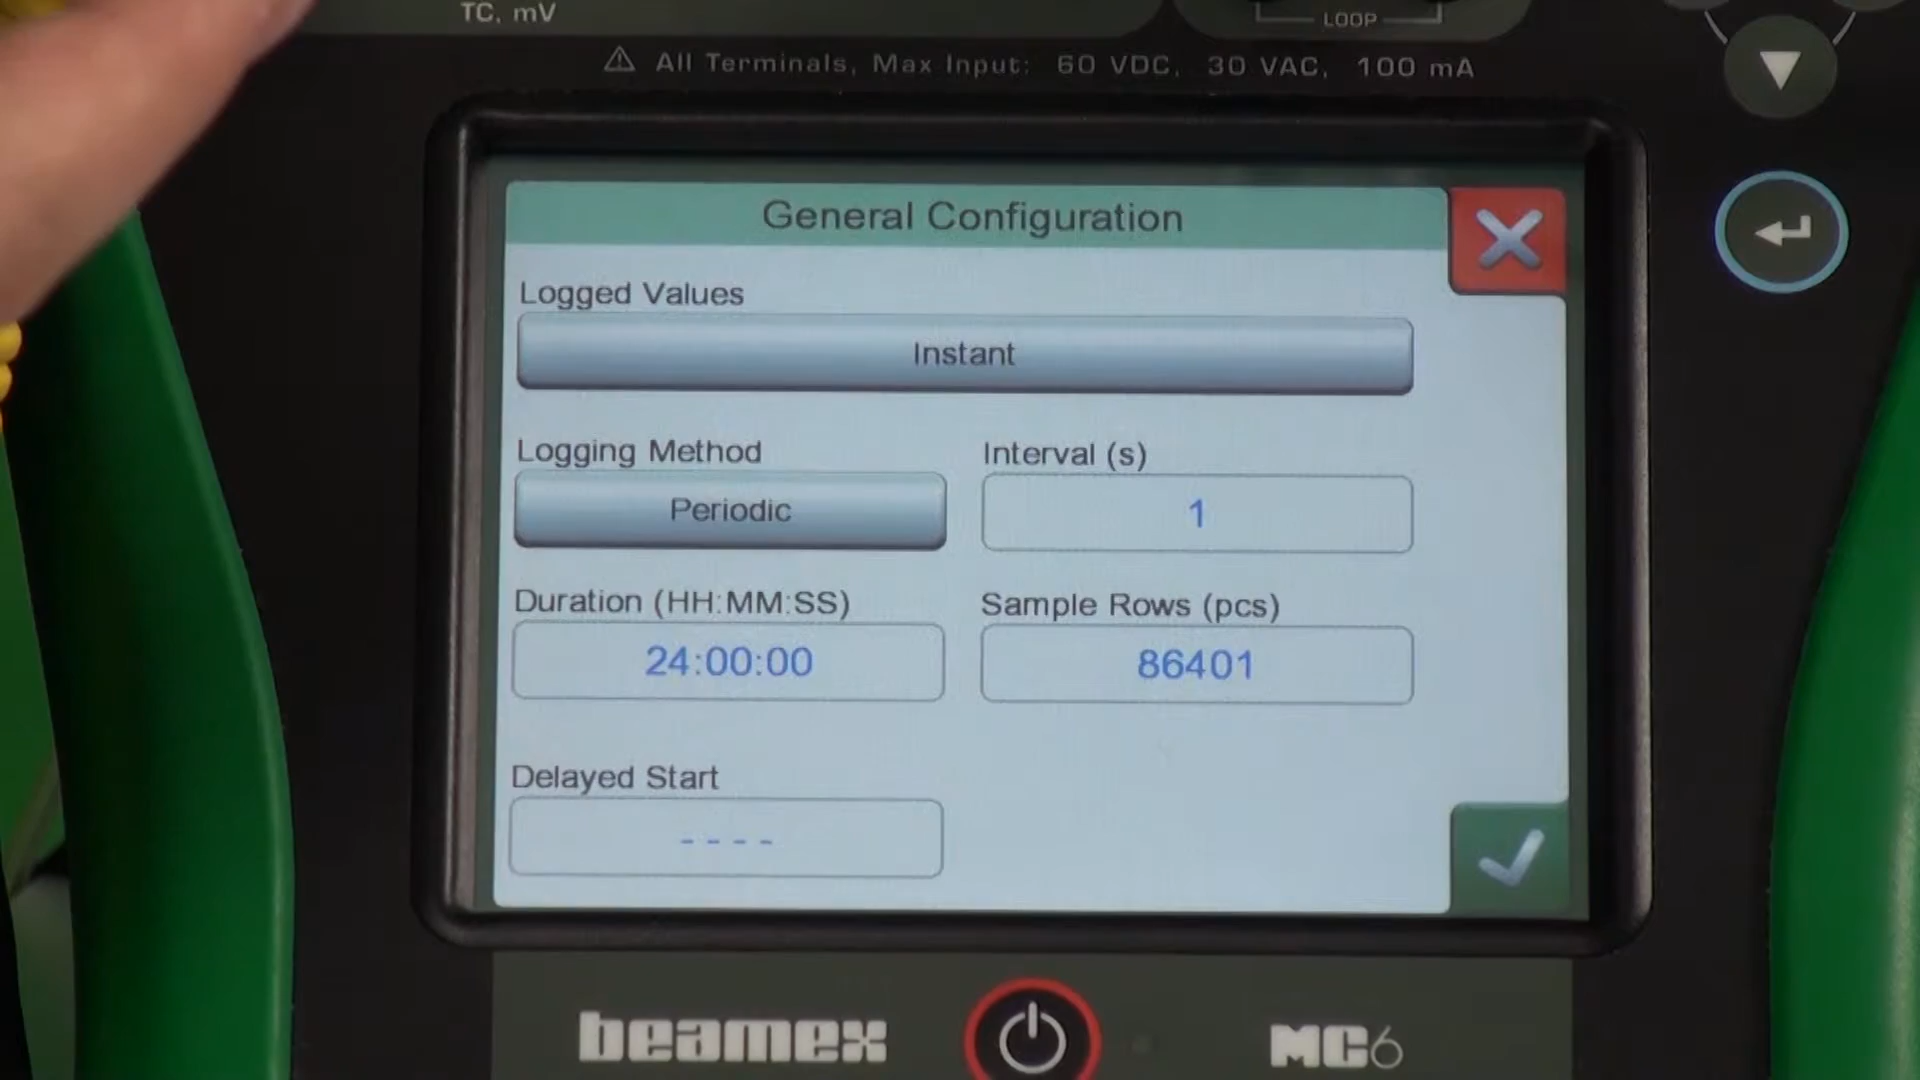 TC, mV
LOOP
All Terminals, Max Input: 60 VDC, 30 VAC, 100 mA
General Configuration
Logged Values
Instant
Logging Method
Interval (s)
Periodic
1
Duration (HH:MM:SS)
Sample Rows (pcs)
24:00:00
86401
Delayed Start
- - - -
beamex
MC6